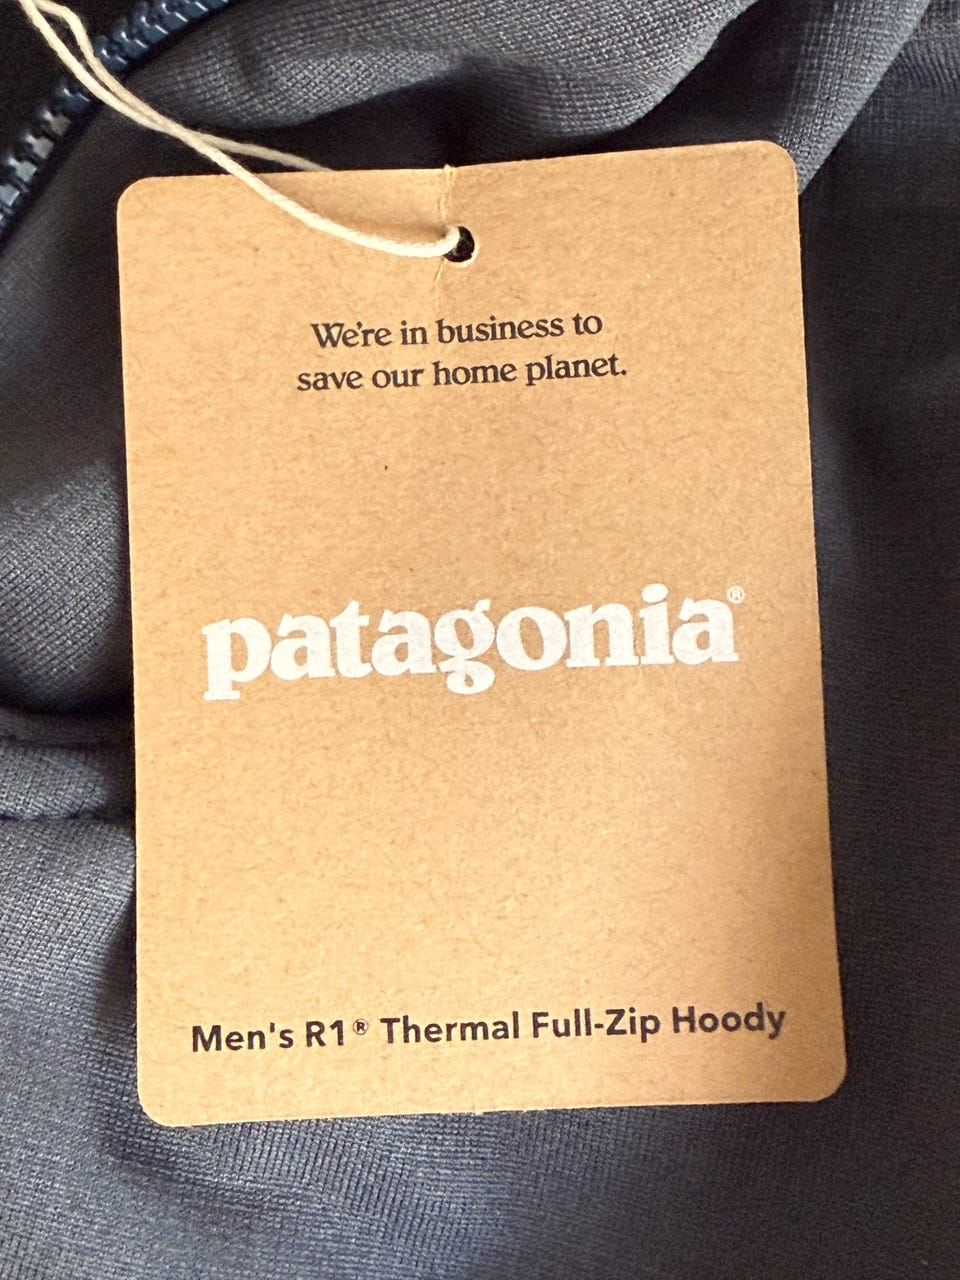 We're in business to
save our home planet.
patagonia®
Men's R1® Thermal Full-Zip Hoody